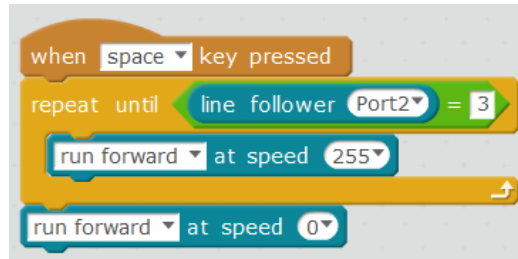 when space key pressed
repeat until line follower Port2 = 3
run forward at speed 255
run forward at speed 0